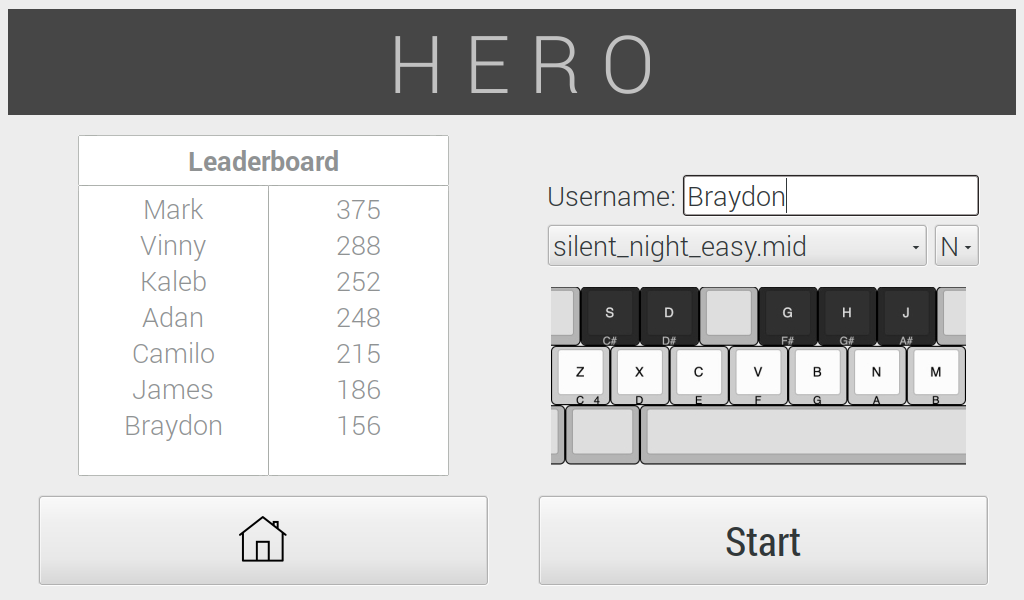 H E R O
Leaderboard
Mark 375
Vinny 288
Kaleb 252
Adan 248
Camilo 215
James 186
Braydon 156
Username: Braydon
silent_night_easy.mid N
S D G H J
C# D# F# G# A#
Z X C V B N M
C 4 D E F G A B
Start